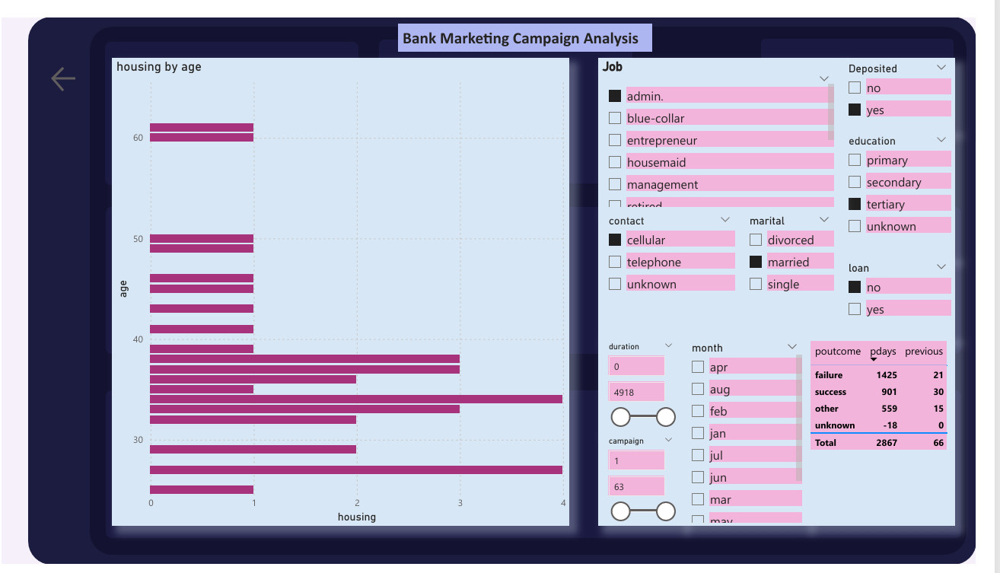 Bank Marketing Campaign Analysis
housing by age
60
50
40
30
age
0 1 2 3 4
housing
Job
admin.
blue-collar
entrepreneur
housemaid
management
retired
Deposited
no
yes
education
primary
secondary
tertiary
unknown
contact
cellular
telephone
unknown
marital
divorced
married
single
loan
no
yes
duration
0
4918
campaign
1
63
month
apr
aug
feb
jan
jul
jun
mar
may
poutcome pdays previous
failure 1425 21
success 901 30
other 559 15
unknown -18 0
Total 2867 66